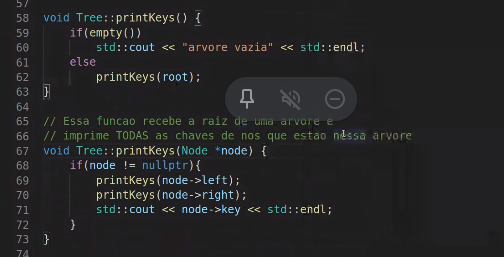 57
58 void Tree::printKeys() {
59 if(empty())
60 std::cout << "arvore vazia" << std::endl;
61 else
62 printKeys(root);
63 }
64
65 // Essa funcao recebe a raiz de uma arvore e
66 // imprime TODAS as chaves de nos que estao nessa arvore
67 void Tree::printKeys(Node *node) {
68 if(node != nullptr){
69 printKeys(node->left);
70 printKeys(node->right);
71 std::cout << node->key << std::endl;
72 }
73 }
74